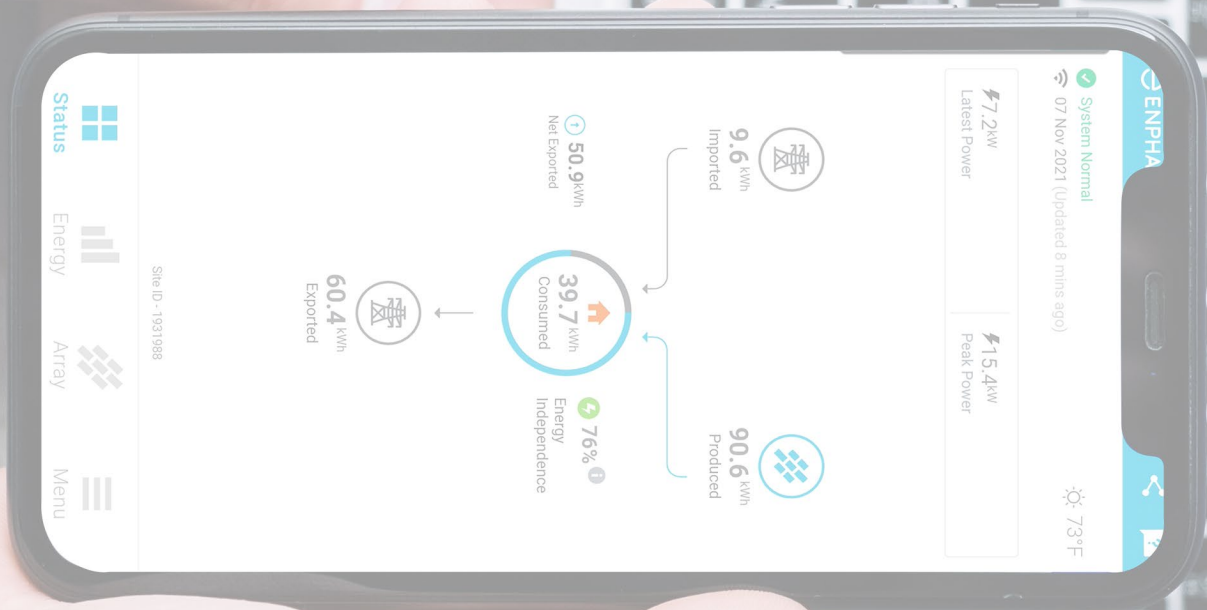 ENPHA
System Normal
07 Nov 2021 (Updated 8 mins ago)
73°F
7.2kW
Latest Power
15.4kW
Peak Power
9.6 kWh
Imported
90.6 kWh
Produced
50.9kWh
Net Exported
39.7 kWh
Consumed
76% i
Energy
Independence
60.4 kWh
Exported
Site ID - 1931988
Status
Energy
Array
Menu